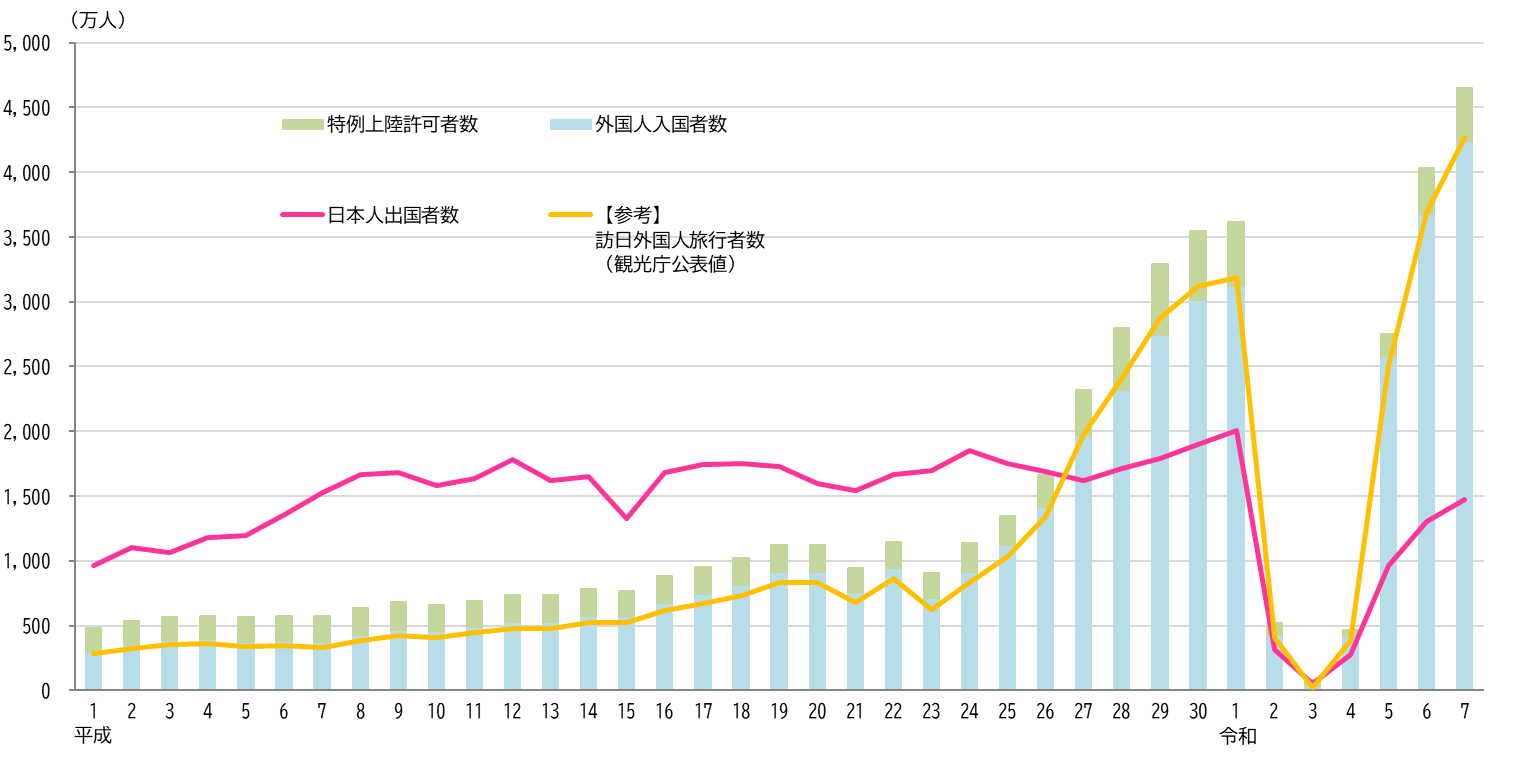 （万人）
5,000
4,500
4,000
3,500
3,000
2,500
2,000
1,500
1,000
500
0
特例上陸許可者数
外国人入国者数
日本人出国者数
【参考】
訪日外国人旅行者数
（観光庁公表値）
1 2 3 4 5 6 7 8 9 10 11 12 13 14 15 16 17 18 19 20 21 22 23 24 25 26 27 28 29 30 1 2 3 4 5 6 7
平成 令和